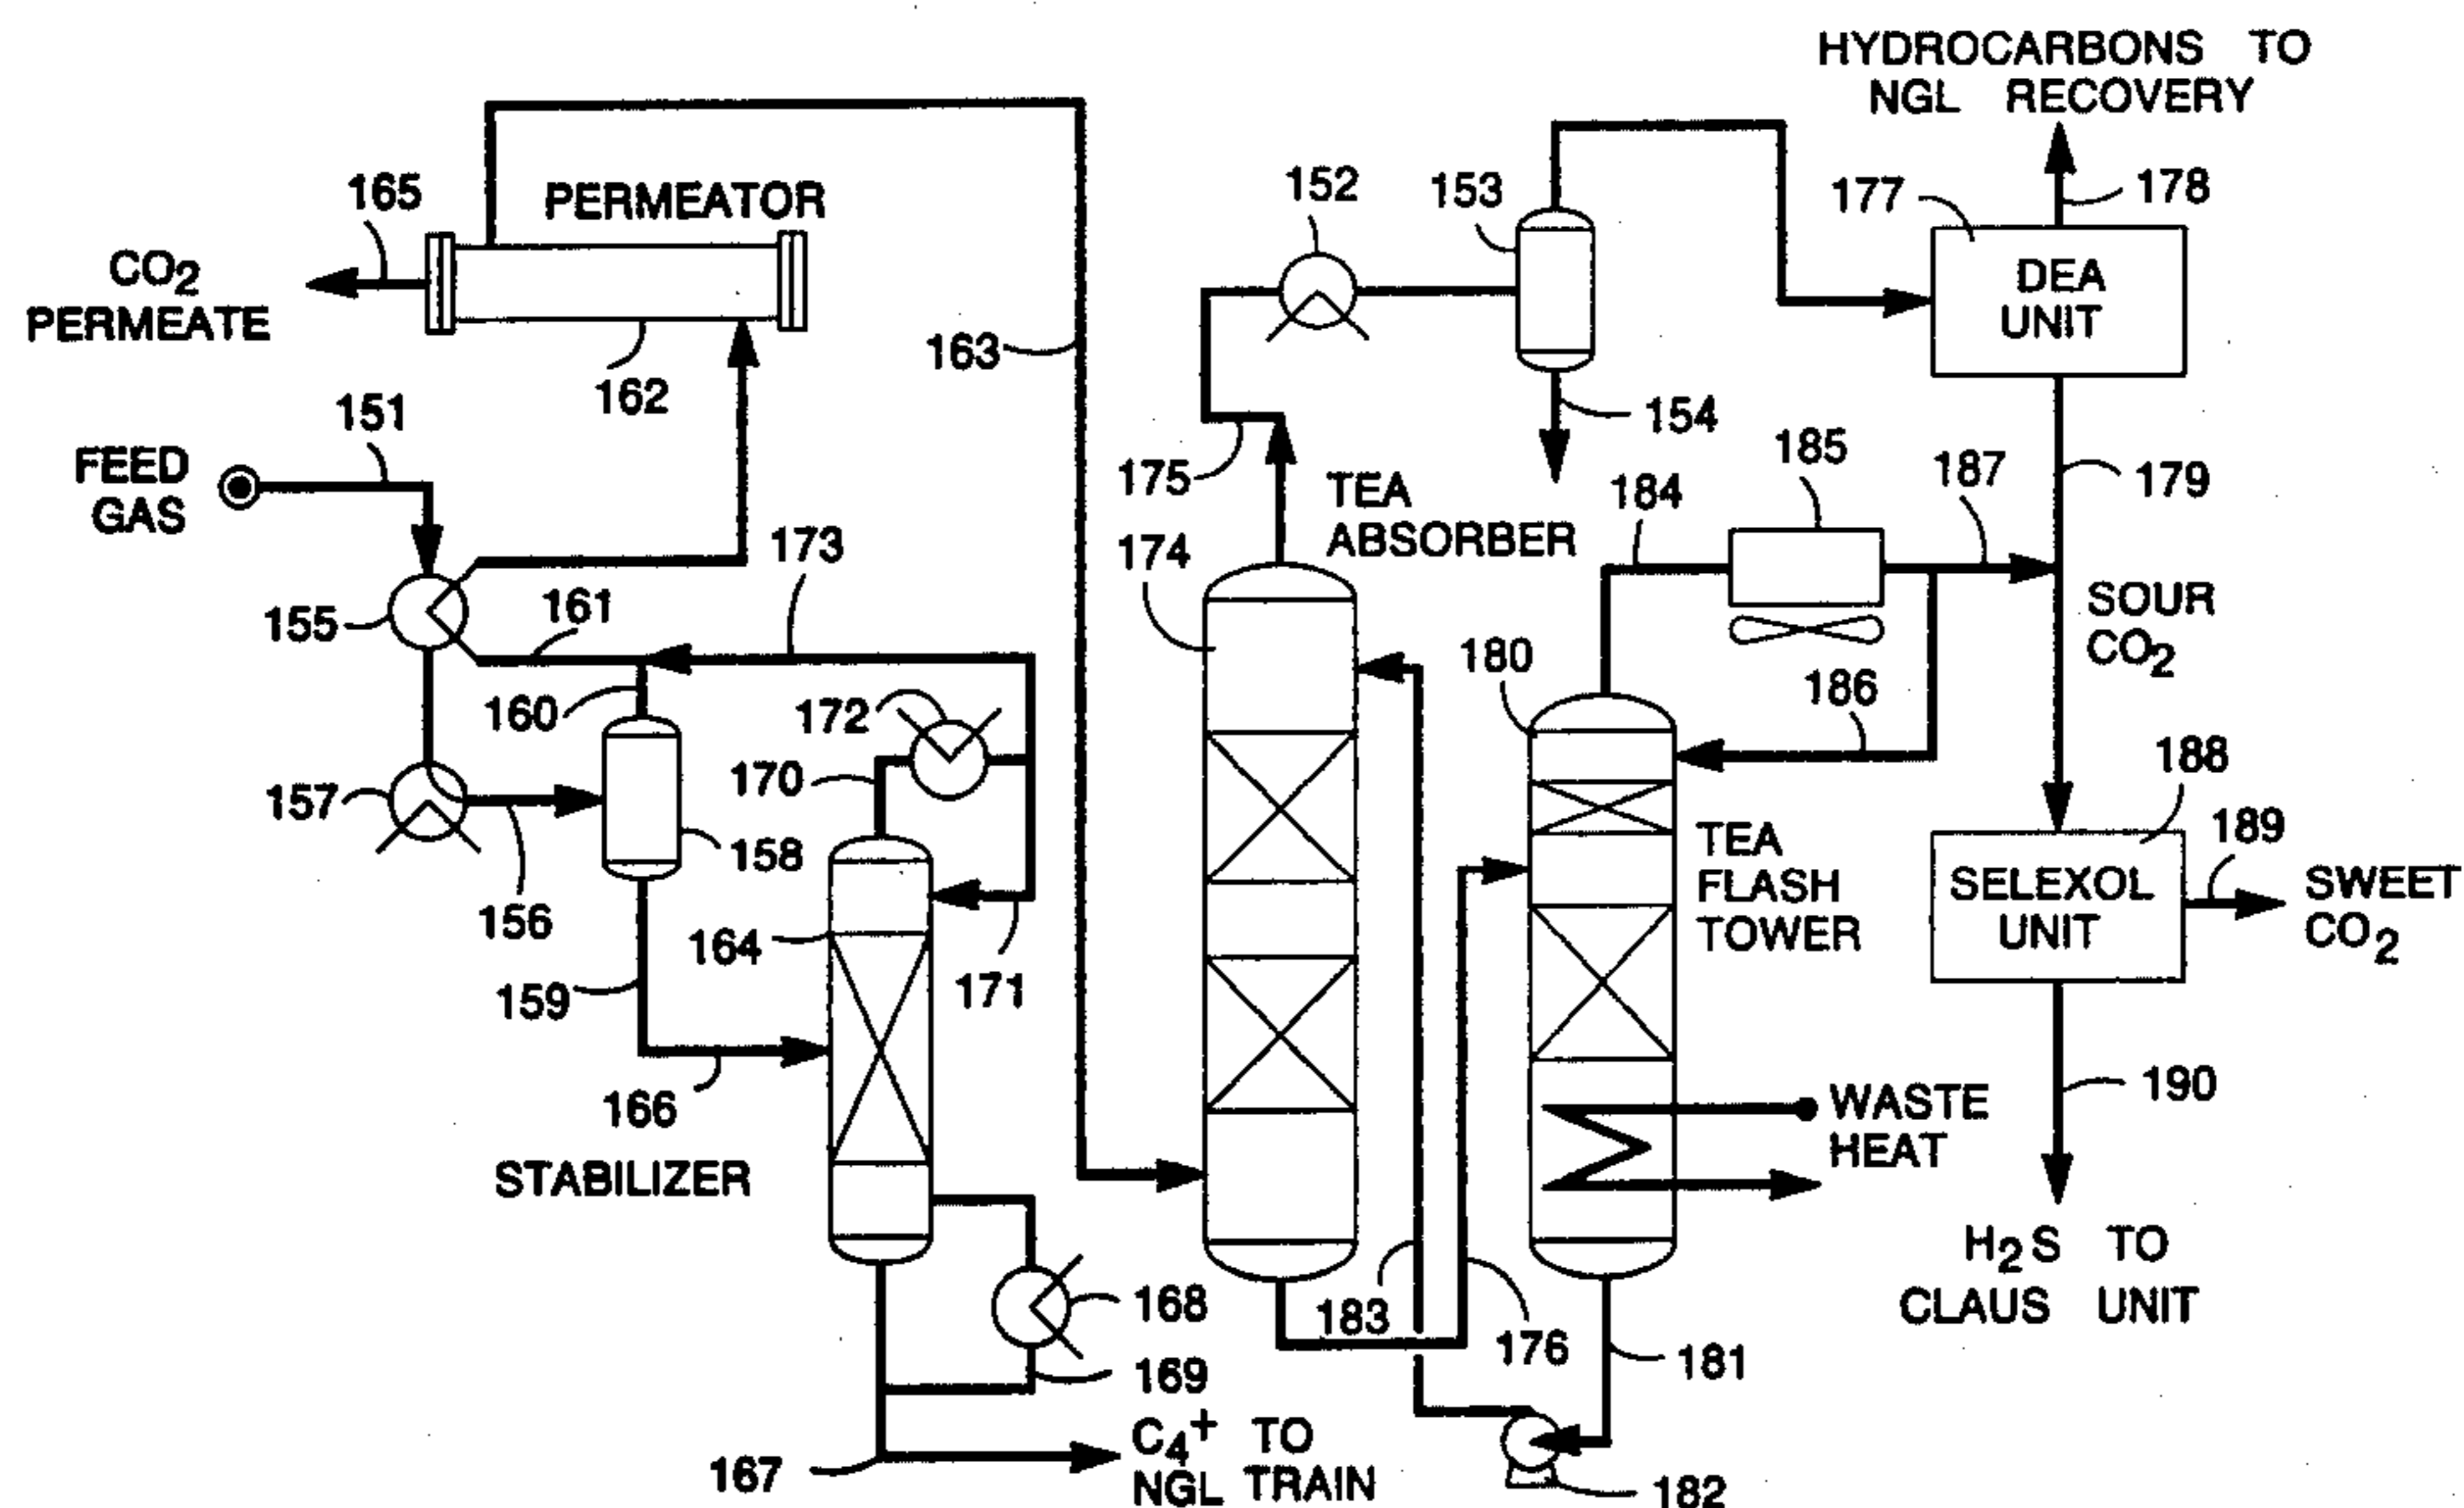 HYDROCARBONS TO
NGL RECOVERY
165
PERMEATOR
152
153
177
178
CO2
PERMEATE
DEA
UNIT
163
162
151
154
FEED
GAS
175
TEA
ABSORBER
185
187
179
184
173
174
155
161
SOUR
CO2
180
186
160
172
170
157
158
188
189
TEA
FLASH
TOWER
SELEXOL
UNIT
SWEET
CO2
156
164
171
159
166
190
WASTE
HEAT
STABILIZER
H2S TO
CLAUS UNIT
168
183
176
181
169
C4+ TO
NGL TRAIN
167
182